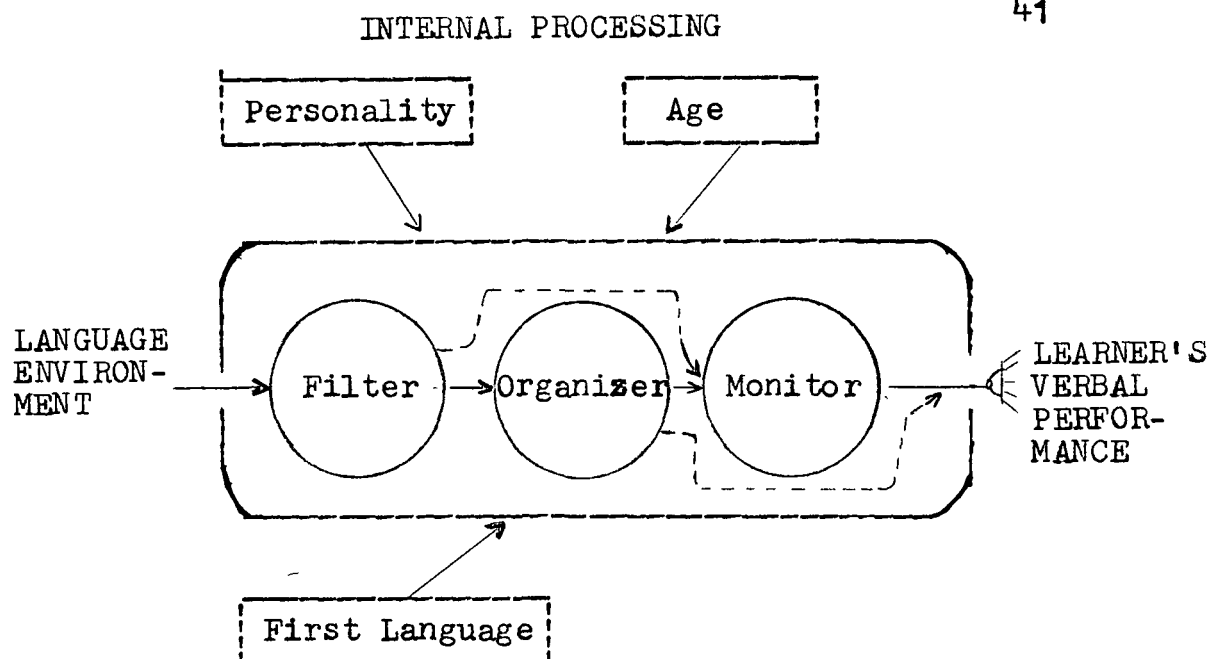 41
INTERNAL PROCESSING
Personality
Age
LANGUAGE
ENVIRON-
MENT
Filter
Organizer
Monitor
LEARNER'S
VERBAL
PERFOR-
MANCE
First Language